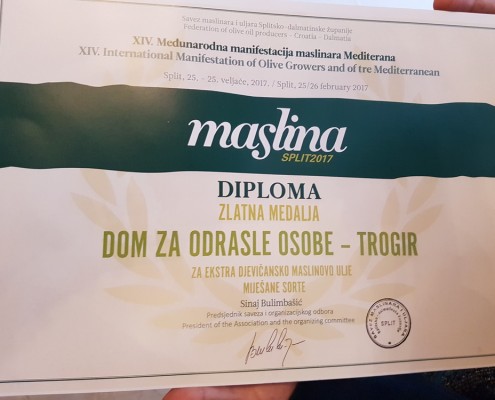 Savez maslinara i uljara Splitsko-dalmatinske županije
Federation of olive oil producers - Croatia - Dalmatia
XIV. Međunarodna manifestacija maslinara Mediterana
XIV. International Manifestation of Olive Growers and of tre Mediterranean
Split, 25. - 25. veljače, 2017. / Split, 25/26 february 2017
maslina
SPLIT2017
DIPLOMA
ZLATNA MEDALJA
DOM ZA ODRASLE OSOBE – TROGIR
ZA EKSTRA DJEVIČANSKO MASLINOVO ULJE
MIJEŠANE SORTE
Sinaj Bulimbašić
Predsjednik saveza i organizacijskog odbora
President of the Association and the organizing committee
SPLIT